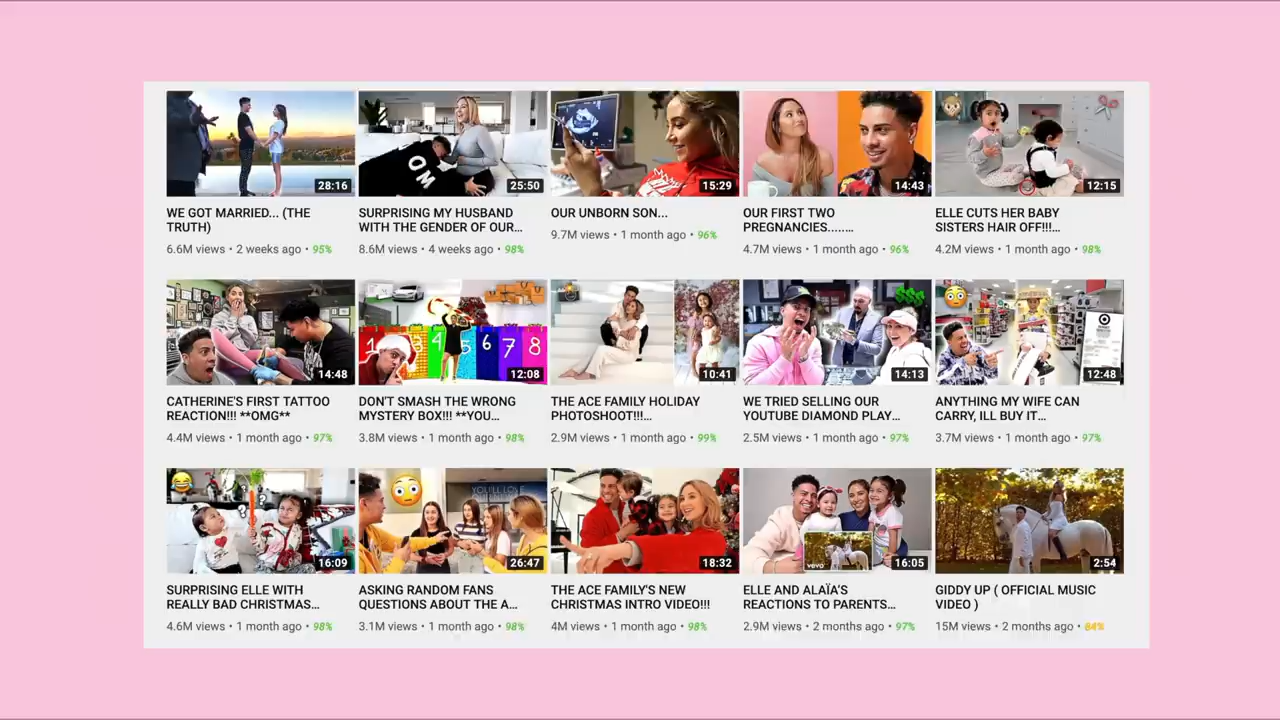 28:16
25:50
15:29
14:43
12:15
WE GOT MARRIED... (THE
TRUTH)
6.6M views • 2 weeks ago • 95%
SURPRISING MY HUSBAND
WITH THE GENDER OF OUR...
8.6M views • 4 weeks ago • 98%
OUR UNBORN SON...
9.7M views • 1 month ago • 96%
OUR FIRST TWO
PREGNANCIES........
4.7M views • 1 month ago • 96%
ELLE CUTS HER BABY
SISTERS HAIR OFF!!!...
4.2M views • 1 month ago • 98%
14:48
1 3 4 5 6 7 8
12:08
10:41
$$$
14:13
12:48
CATHERINE'S FIRST TATTOO
REACTION!!! **OMG**
4.4M views • 1 month ago • 97%
DON'T SMASH THE WRONG
MYSTERY BOX!!! **YOU...
3.8M views • 1 month ago • 98%
THE ACE FAMILY HOLIDAY
PHOTOSHOOT!!!...
2.9M views • 1 month ago • 99%
WE TRIED SELLING OUR
YOUTUBE DIAMOND PLAY...
2.5M views • 1 month ago • 97%
ANYTHING MY WIFE CAN
CARRY, ILL BUY IT...
3.7M views • 1 month ago • 97%
? ?
?
16:09
YOU'LL LOVE
26:47
18:32
vevo
16:05
2:54
SURPRISING ELLE WITH
REALLY BAD CHRISTMAS...
4.6M views • 1 month ago • 98%
ASKING RANDOM FANS
QUESTIONS ABOUT THE A...
3.1M views • 1 month ago • 98%
THE ACE FAMILY'S NEW
CHRISTMAS INTRO VIDEO!!!
4M views • 1 month ago • 98%
ELLE AND ALAÏA'S
REACTIONS TO PARENTS...
2.9M views • 2 months ago • 97%
GIDDY UP ( OFFICIAL MUSIC
VIDEO )
15M views • 2 months ago • 84%